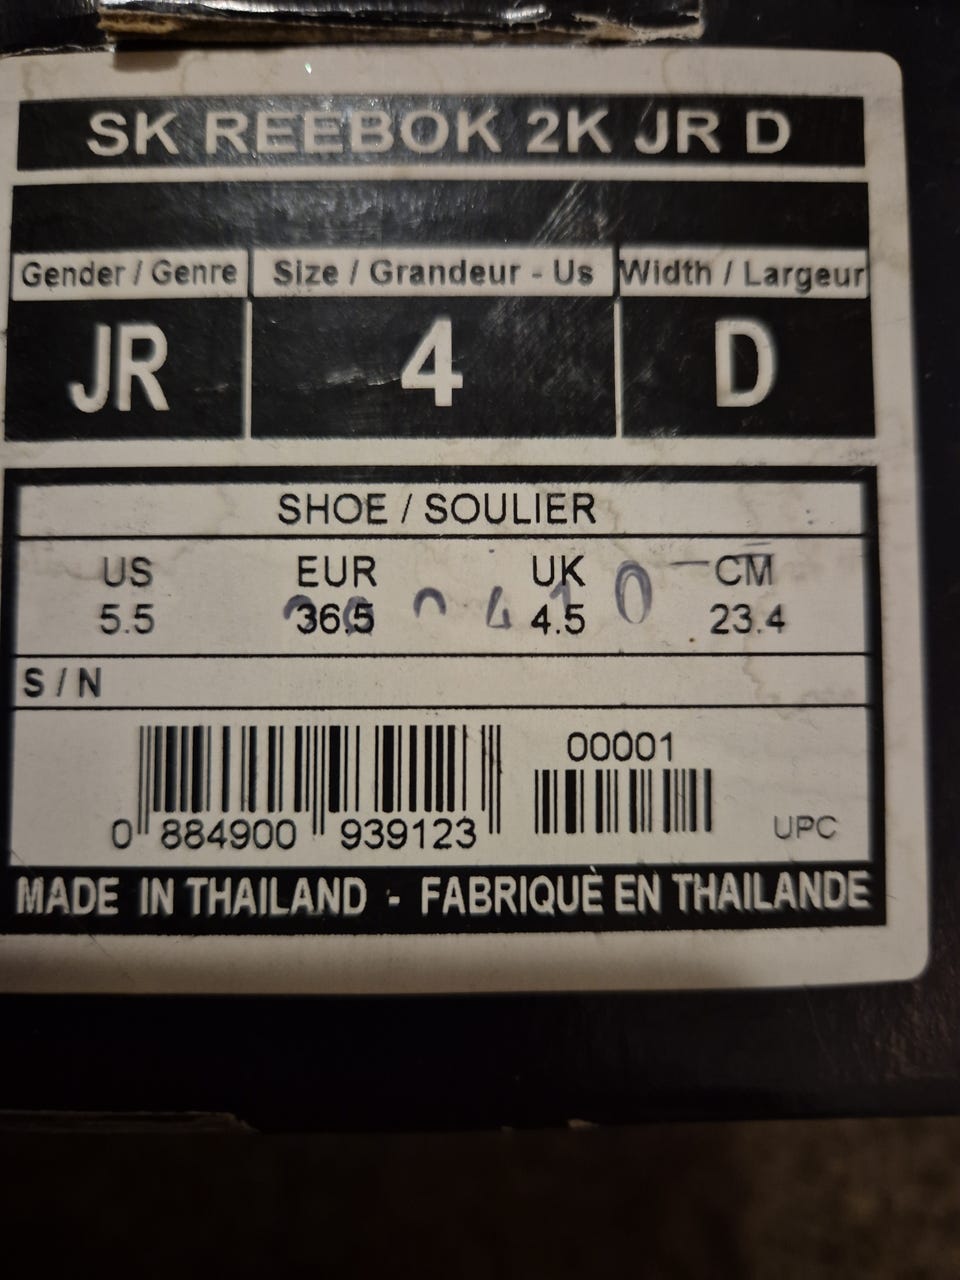 SK REEBOK 2K JR D
Gender / Genre Size / Grandeur - Us Width / Largeur
JR 4 D
SHOE / SOULIER
US EUR UK CM
5.5 36.5 4.5 23.4
S / N
00001
0 884900 939123
UPC
MADE IN THAILAND - FABRIQUÈ EN THAILANDE